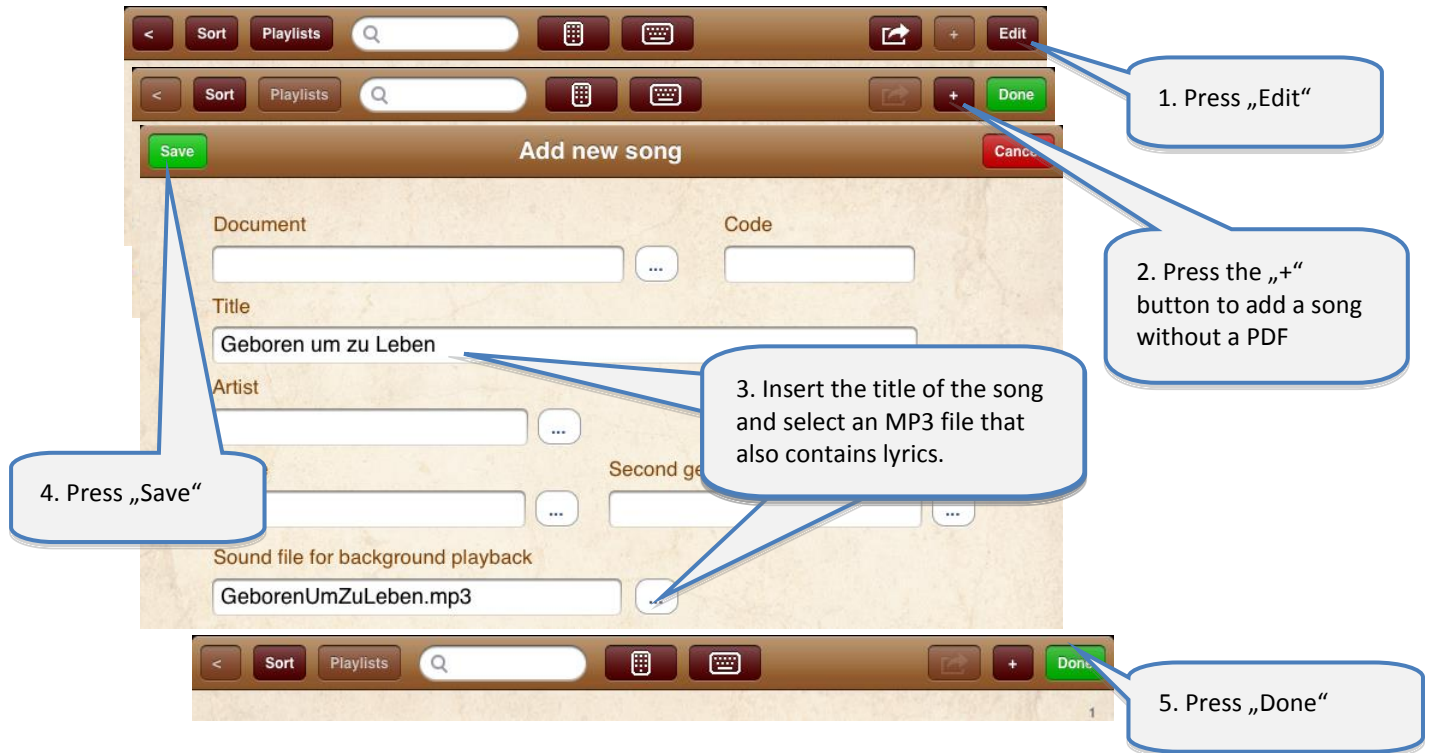 < Sort Playlists + Edit
1. Press „Edit“
< Sort Playlists + Done
Save Add new song
2. Press the „+“
button to add a song
without a PDF
Document Code
...
Title
Geboren um zu Leben
3. Insert the title of the song
and select an MP3 file that
also contains lyrics.
Artist
...
4. Press „Save“
Second
... ...
Sound file for background playback
GeborenUmZuLeben.mp3 ...
< Sort Playlists + Done
5. Press „Done“
1